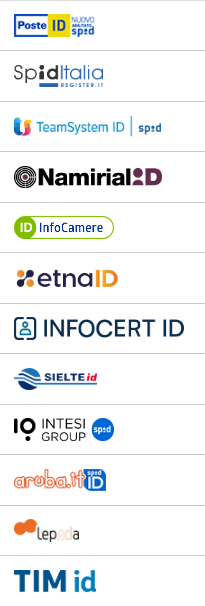 Poste ID NUOVO
ABILITATO
spid
SpidItalia
REGISTER.IT
TeamSystem ID | spid
Namirial ID
ID InfoCamere
etnaID
INFOCERT ID
SIELTE id
IQ INTESI
GROUP spid
aruba.it spid
ID
Lepida
TIM id